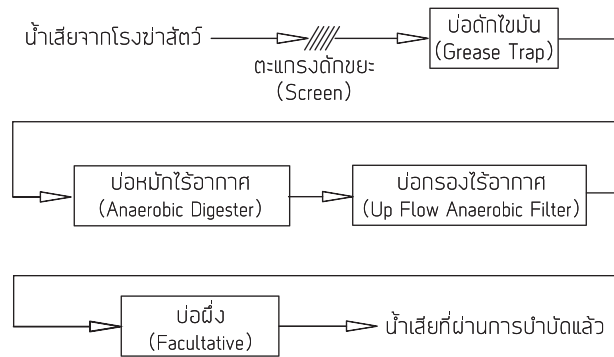 น้ำเสียจากโรงฆ่าสัตว์
ตะแกรงดักขยะ
(Screen)
บ่อดักไขมัน
(Grease Trap)
บ่อหมักไร้อากาศ
(Anaerobic Digester)
บ่อกรองไร้อากาศ
(Up Flow Anaerobic Filter)
บ่อผึ่ง
(Facultative)
น้ำเสียที่ผ่านการบำบัดแล้ว